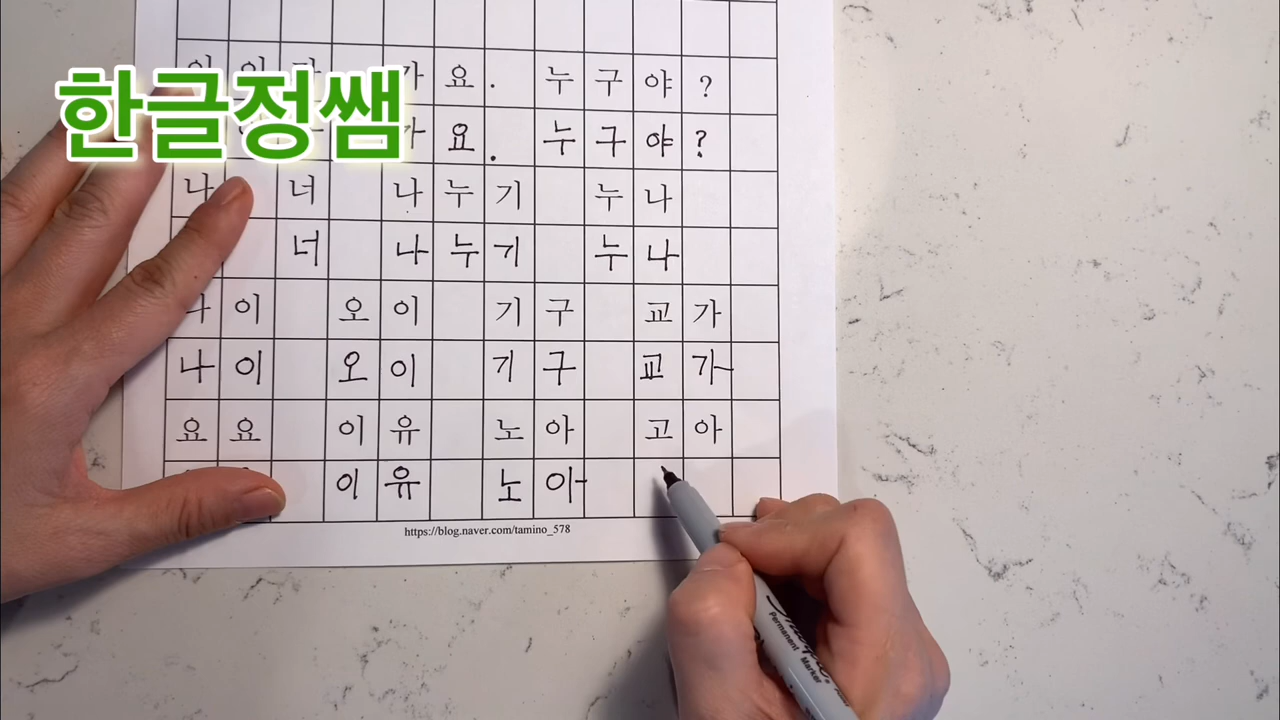 한글정쌤
요. 누구야?
요. 누구야?
나 너 나누기 누나
너 나누기 누나
나이 오이 기구 교가
나이 오이 기구 교가
요요 이유 노아 고아
이유 노아
https://blog.naver.com/tamino_578
Permanent Marker